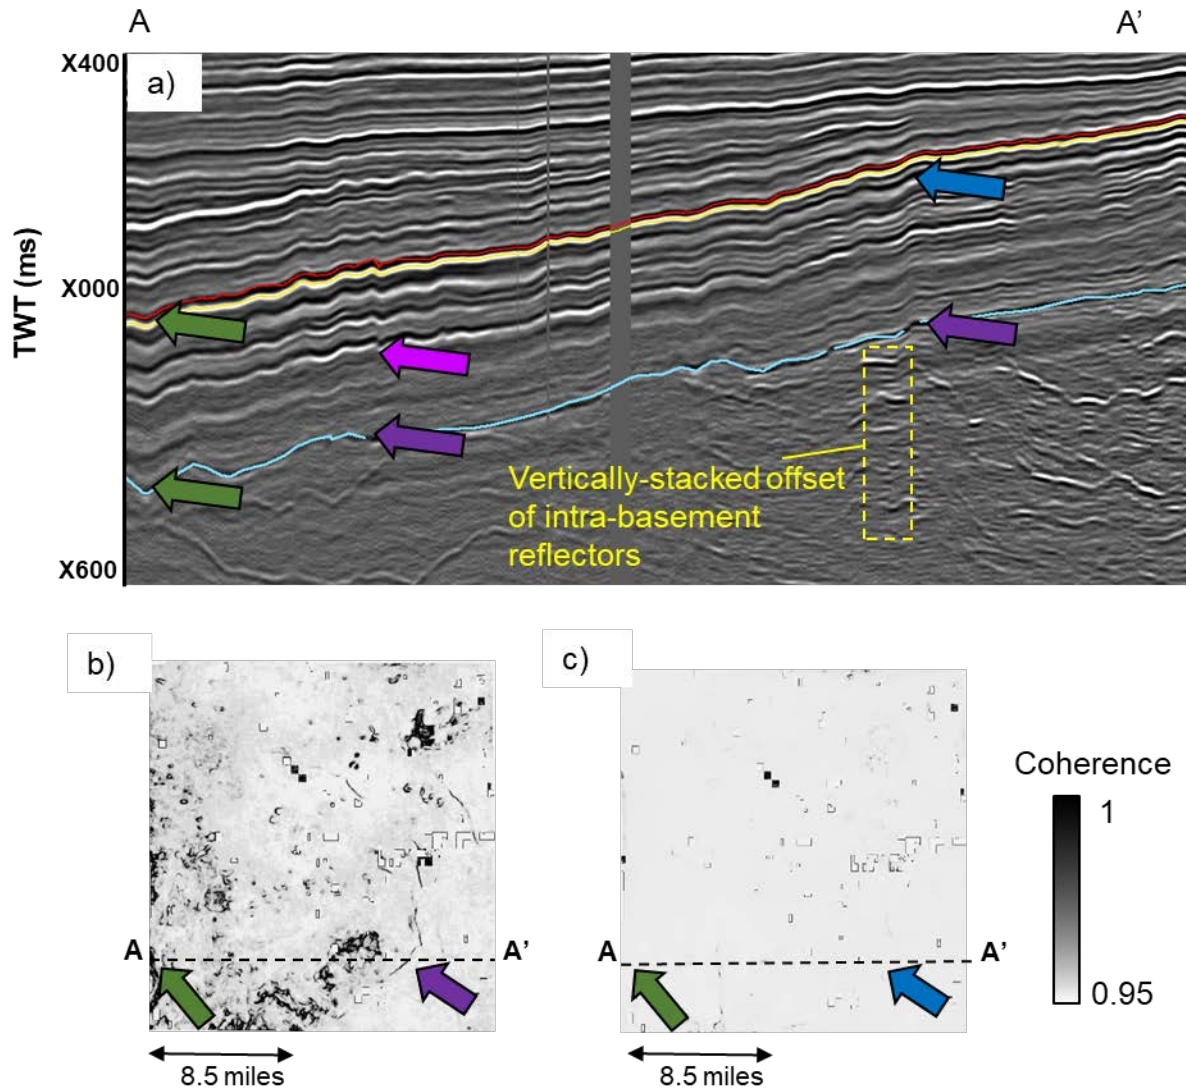 A
A’
X400
a)
X000
TWT (ms)
Vertically-stacked offset
of intra-basement
reflectors
X600
b)
c)
Coherence
1
0.95
A
A’
A
A’
8.5 miles
8.5 miles